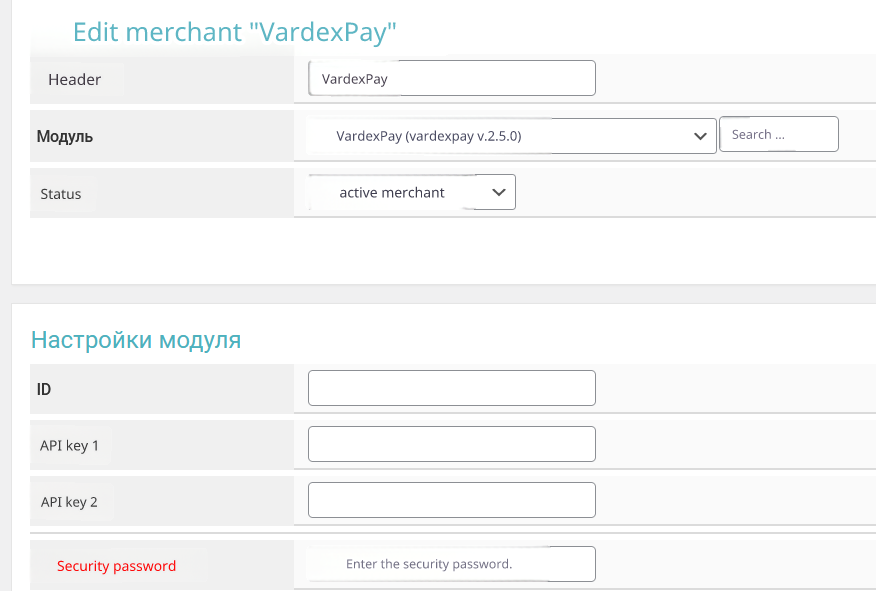 Edit merchant "VardexPay"
Header VardexPay
Модуль VardexPay (vardexpay v.2.5.0) Search ...
Status active merchant
Настройки модуля
ID
API key 1
API key 2
Security password Enter the security password.